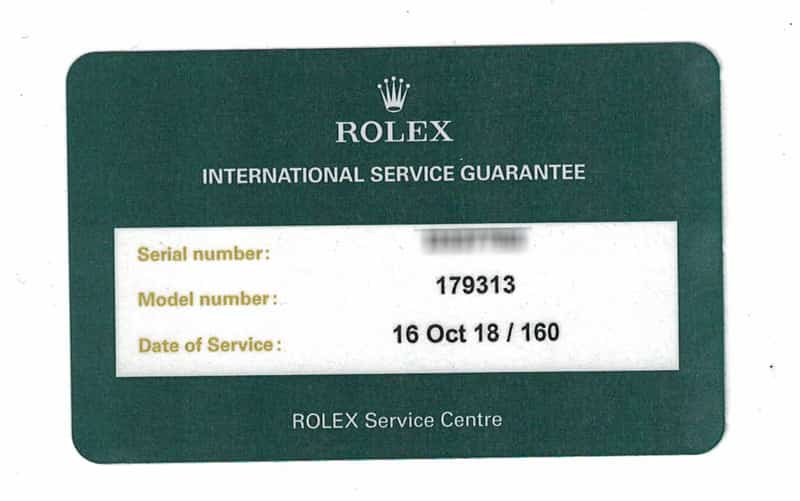 ROLEX
INTERNATIONAL SERVICE GUARANTEE
Serial number:
Model number: 179313
Date of Service: 16 Oct 18 / 160
ROLEX Service Centre